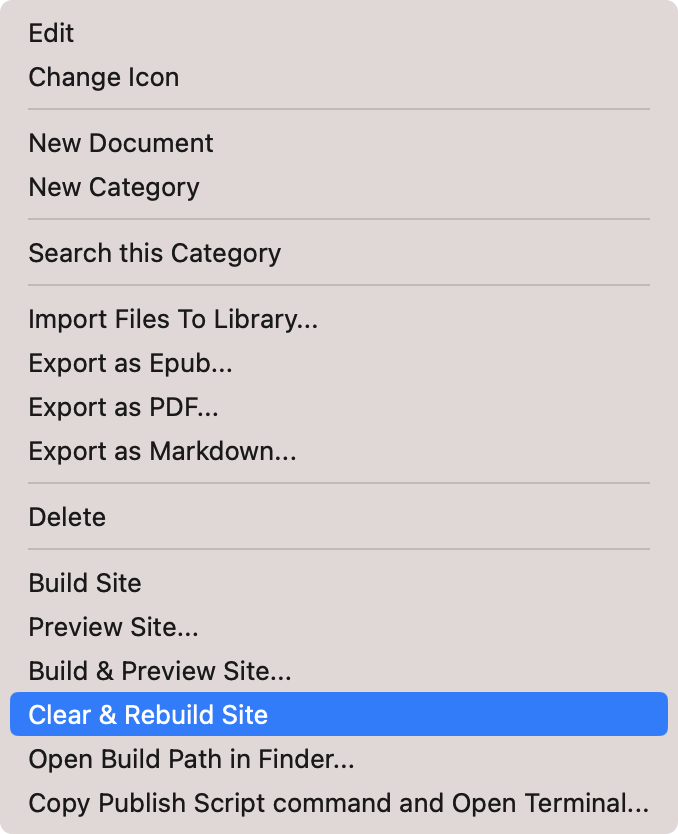 Edit
Change Icon
New Document
New Category
Search this Category
Import Files To Library...
Export as Epub...
Export as PDF...
Export as Markdown...
Delete
Build Site
Preview Site...
Build & Preview Site...
Clear & Rebuild Site
Open Build Path in Finder...
Copy Publish Script command and Open Terminal...